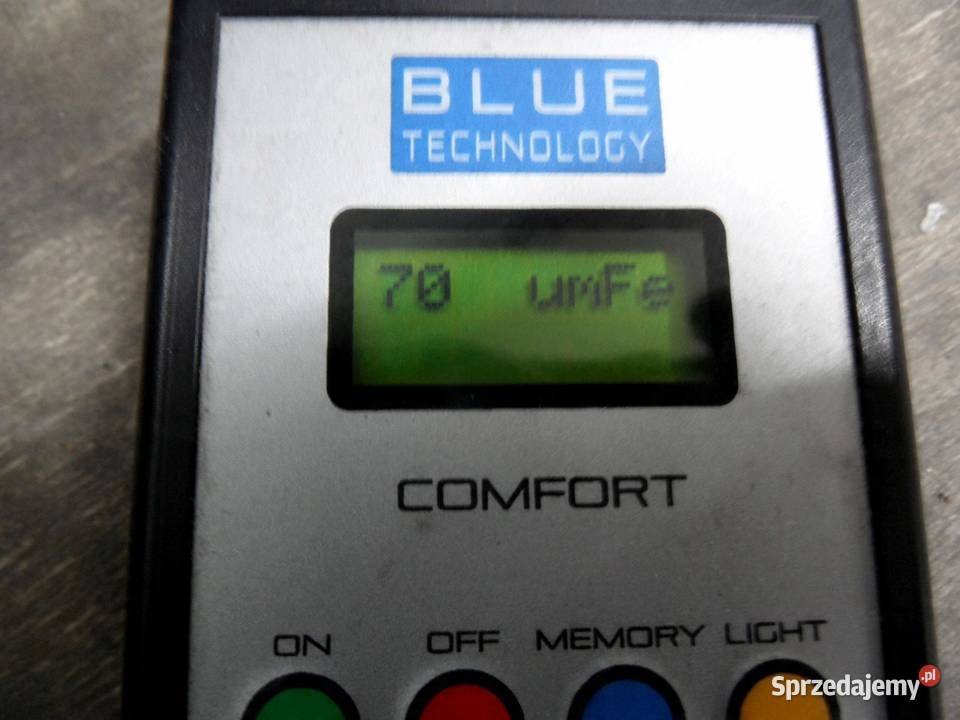 BLUE
TECHNOLOGY
70 umFe
COMFORT
ON OFF MEMORY LIGHT
Sprzedajemy.pl